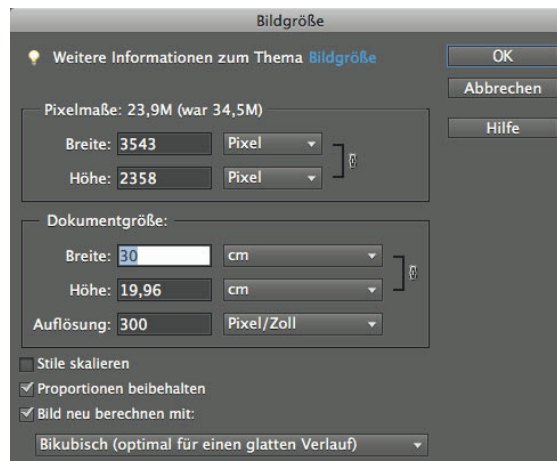 Bildgröße
Weitere Informationen zum Thema Bildgröße
OK
Abbrechen
Hilfe
Pixelmaße: 23,9M (war 34,5M)
Breite: 3543 Pixel
Höhe: 2358 Pixel
Dokumentgröße:
Breite: 30 cm
Höhe: 19,96 cm
Auflösung: 300 Pixel/Zoll
Stile skalieren
Proportionen beibehalten
Bild neu berechnen mit:
Bikubisch (optimal für einen glatten Verlauf)